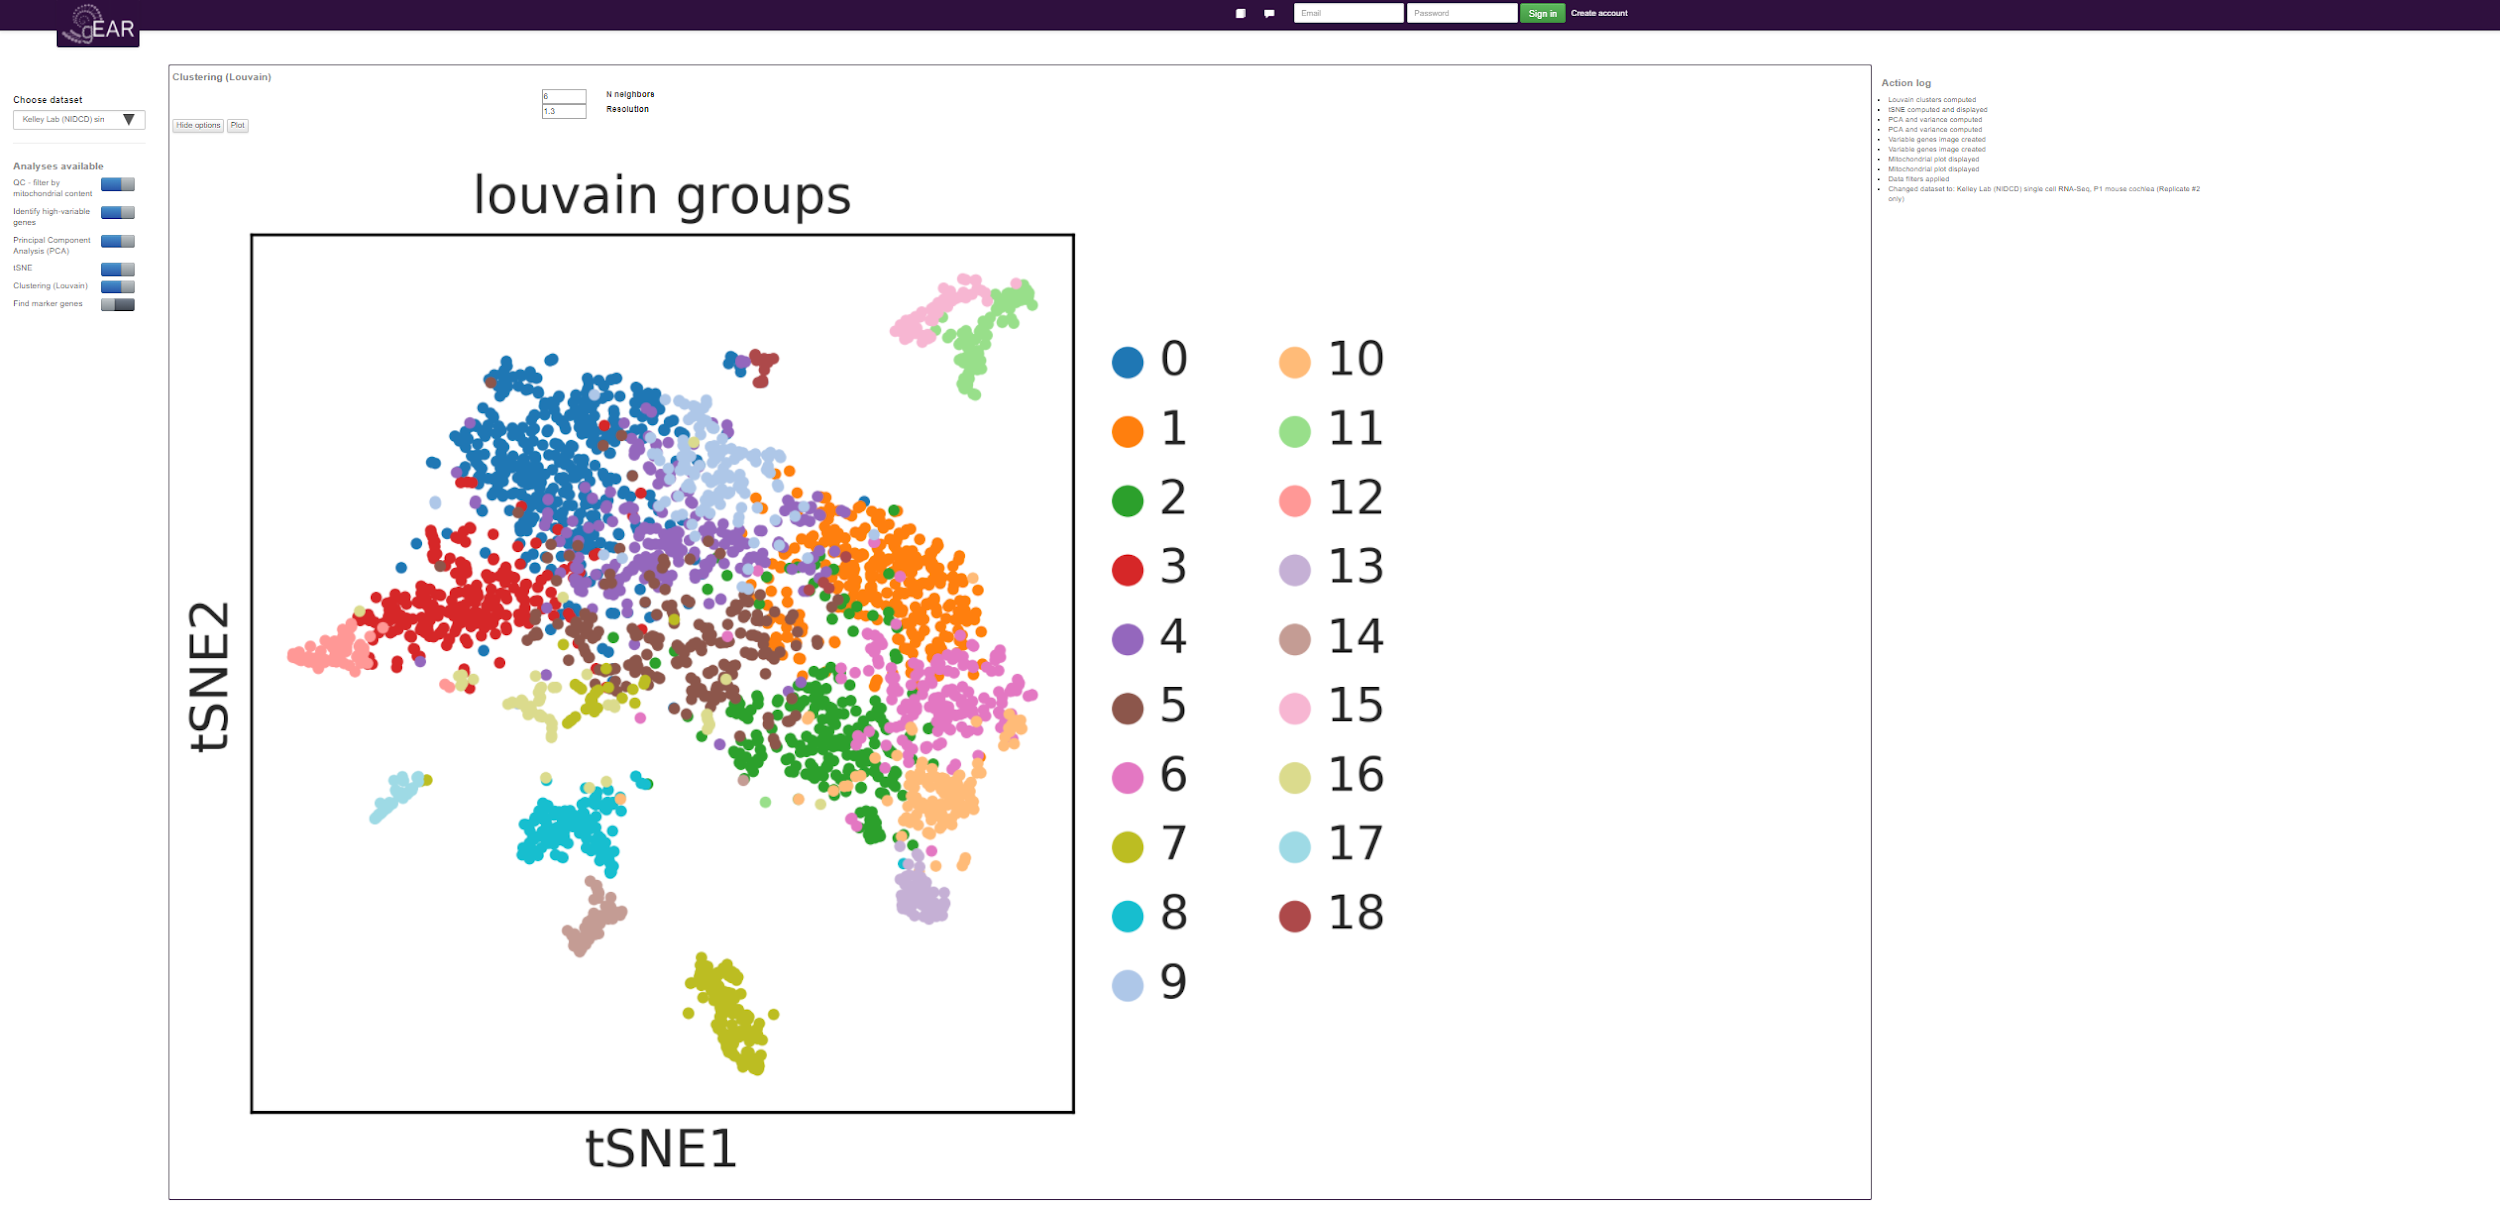 gEAR
Email
Password
Sign in
Create account
Clustering (Louvain)
6
N neighbors
1.3
Resolution
Hide options
Plot
Choose dataset
Kelley Lab (NIDCD) sin
Analyses available
QC - filter by
mitochondrial content
Identify high-variable
genes
Principal Component
Analysis (PCA)
tSNE
Clustering (Louvain)
Find marker genes
louvain groups
tSNE2
tSNE1
0
1
2
3
4
5
6
7
8
9
10
11
12
13
14
15
16
17
18
Action log
Louvain clusters computed
tSNE computed and displayed
PCA and variance computed
PCA and variance computed
Variable genes image created
Variable genes image created
Mitochondrial plot displayed
Mitochondrial plot displayed
Data filters applied
Changed dataset to: Kelley Lab (NIDCD) single cell RNA-Seq, P1 mouse cochlea (Replicate #2
only)